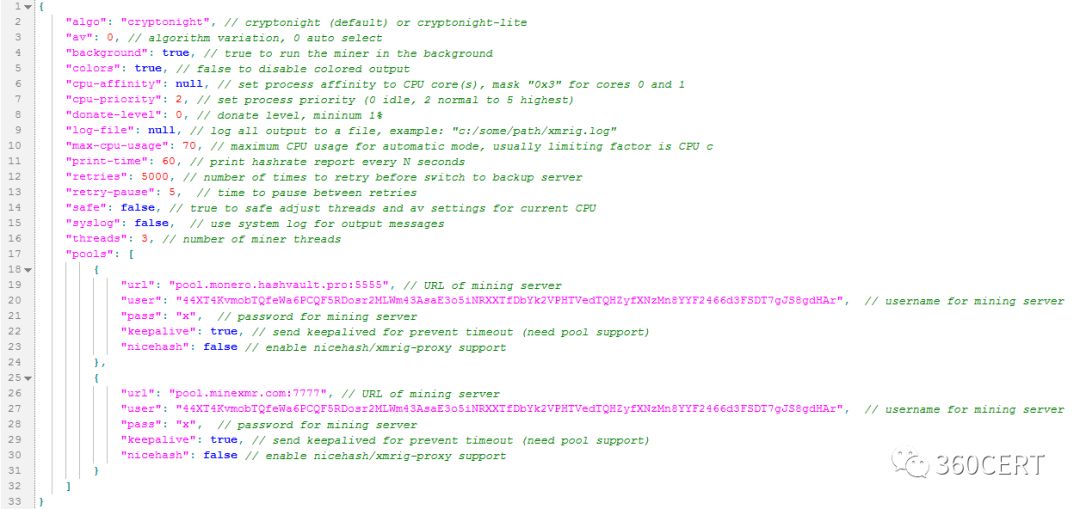 1 {
2 "algo": "cryptonight", // cryptonight (default) or cryptonight-lite
3 "av": 0, // algorithm variation, 0 auto select
4 "background": true, // true to run the miner in the background
5 "colors": true, // false to disable colored output
6 "cpu-affinity": null, // set process affinity to CPU core(s), mask "0x3" for cores 0 and 1
7 "cpu-priority": 2, // set process priority (0 idle, 2 normal to 5 highest)
8 "donate-level": 0, // donate level, mininum 1%
9 "log-file": null, // log all output to a file, example: "c:/some/path/xmrig.log"
10 "max-cpu-usage": 70, // maximum CPU usage for automatic mode, usually limiting factor is CPU c
11 "print-time": 60, // print hashrate report every N seconds
12 "retries": 5000, // number of times to retry before switch to backup server
13 "retry-pause": 5, // time to pause between retries
14 "safe": false, // true to safe adjust threads and av settings for current CPU
15 "syslog": false, // use system log for output messages
16 "threads": 3, // number of miner threads
17 "pools": [
18 {
19 "url": "pool.monero.hashvault.pro:5555", // URL of mining server
20 "user": "44XT4KvmobTQfeWa6PCQF5RDosr2MLWm43AsaE3o5iNRXXTfDbYk2VPHTVedTQHZyfXNzMn8YYF2466d3FSDT7gJS8gdHAr", // username for mining server
21 "pass": "x", // password for mining server
22 "keepalive": true, // send keepalived for prevent timeout (need pool support)
23 "nicehash": false // enable nicehash/xmrig-proxy support
24 },
25 {
26 "url": "pool.minexmr.com:7777", // URL of mining server
27 "user": "44XT4KvmobTQfeWa6PCQF5RDosr2MLWm43AsaE3o5iNRXXTfDbYk2VPHTVedTQHZyfXNzMn8YYF2466d3FSDT7gJS8gdHAr", // username for mining server
28 "pass": "x", // password for mining server
29 "keepalive": true, // send keepalived for prevent timeout (need pool support)
30 "nicehash": false // enable nicehash/xmrig-proxy support
31 }
32 ]
33 }
360CERT